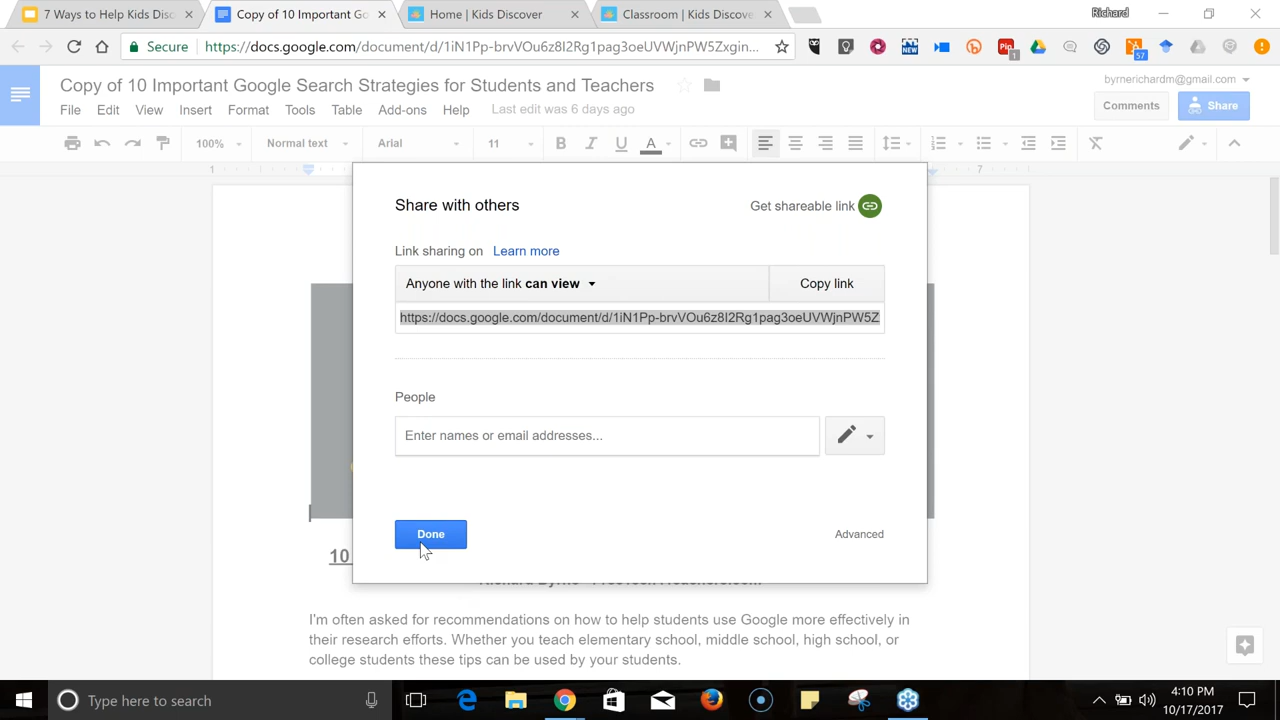 7 Ways to Help Kids Disc
Copy of 10 Important Go
Home | Kids Discover
Classroom | Kids Discove
Richard
Secure
https://docs.google.com/document/d/1iN1Pp-brvVOu6z8I2Rg1pag3oeUVWjnPW5Zxgin...
NEW
1
57
Copy of 10 Important Google Search Strategies for Students and Teachers
byrnerichardm@gmail.com
File Edit View Insert Format Tools Table Add-ons Help Last edit was 6 days ago
Comments
Share
100% Normal text Arial 11 B I U A
1
7
Share with others
Get shareable link
Link sharing on Learn more
Anyone with the link can view
Copy link
https://docs.google.com/document/d/1iN1Pp-brvVOu6z8I2Rg1pag3oeUVWjnPW5Z
People
Enter names or email addresses...
Done
Advanced
10
I'm often asked for recommendations on how to help students use Google more effectively in
their research efforts. Whether you teach elementary school, middle school, high school, or
college students these tips can be used by your students.
Type here to search
4:10 PM
10/17/2017